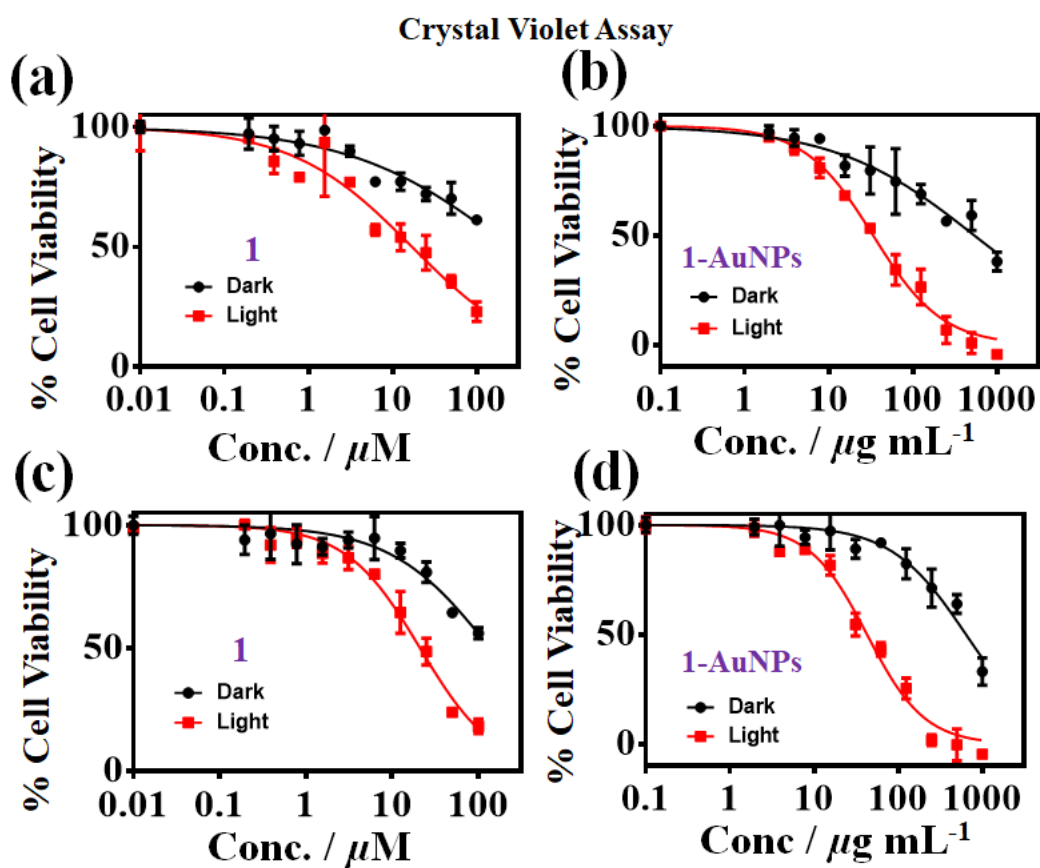 Crystal Violet Assay
(a)
% Cell Viability
100
50
0
1
Dark
Light
0.01 0.1 1 10 100
Conc. / μM
(b)
% Cell Viability
100
50
0
1-AuNPs
Dark
Light
0.1 1 10 100 1000
Conc. / μg mL⁻¹
(c)
% Cell Viability
100
50
0
1
Dark
Light
0.01 0.1 1 10 100
Conc. / μM
(d)
% Cell Viability
100
50
0
1-AuNPs
Dark
Light
0.1 1 10 100 1000
Conc / μg mL⁻¹